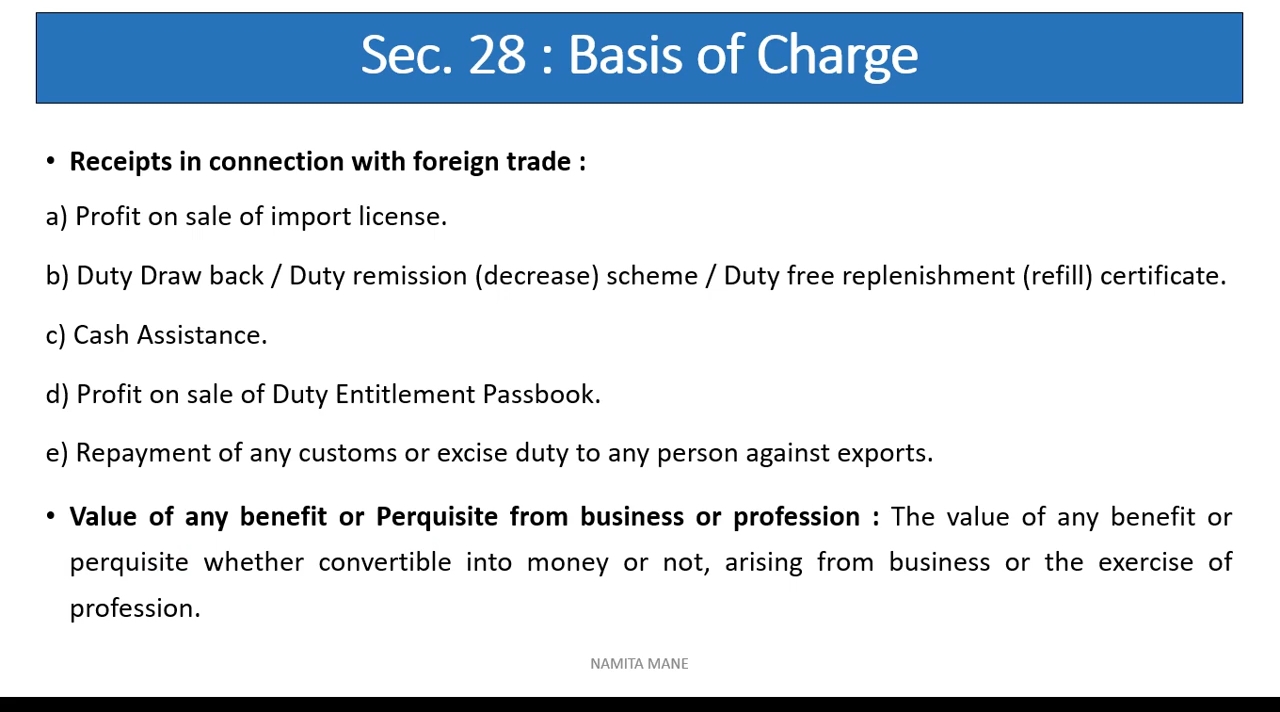 Sec. 28 : Basis of Charge
• Receipts in connection with foreign trade :
a) Profit on sale of import license.
b) Duty Draw back / Duty remission (decrease) scheme / Duty free replenishment (refill) certificate.
c) Cash Assistance.
d) Profit on sale of Duty Entitlement Passbook.
e) Repayment of any customs or excise duty to any person against exports.
• Value of any benefit or Perquisite from business or profession : The value of any benefit or
perquisite whether convertible into money or not, arising from business or the exercise of
profession.
NAMITA MANE